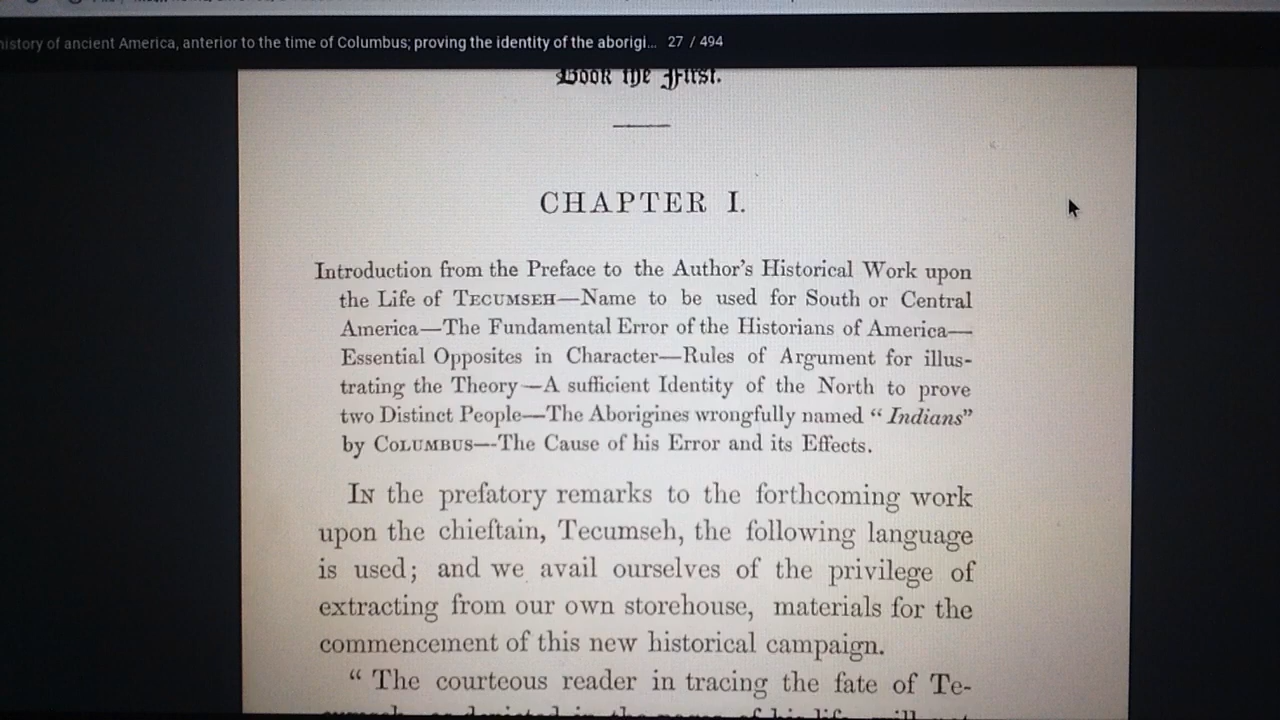 history of ancient America, anterior to the time of Columbus; proving the identity of the aborigi... 27 / 494
Book the First.
CHAPTER I.
Introduction from the Preface to the Author's Historical Work upon
the Life of TECUMSEH—Name to be used for South or Central
America—The Fundamental Error of the Historians of America—
Essential Opposites in Character—Rules of Argument for illus-
trating the Theory—A sufficient Identity of the North to prove
two Distinct People—The Aborigines wrongfully named “ Indians”
by COLUMBUS—-The Cause of his Error and its Effects.
IN the prefatory remarks to the forthcoming work
upon the chieftain, Tecumseh, the following language
is used; and we avail ourselves of the privilege of
extracting from our own storehouse, materials for the
commencement of this new historical campaign.
“ The courteous reader in tracing the fate of Te-